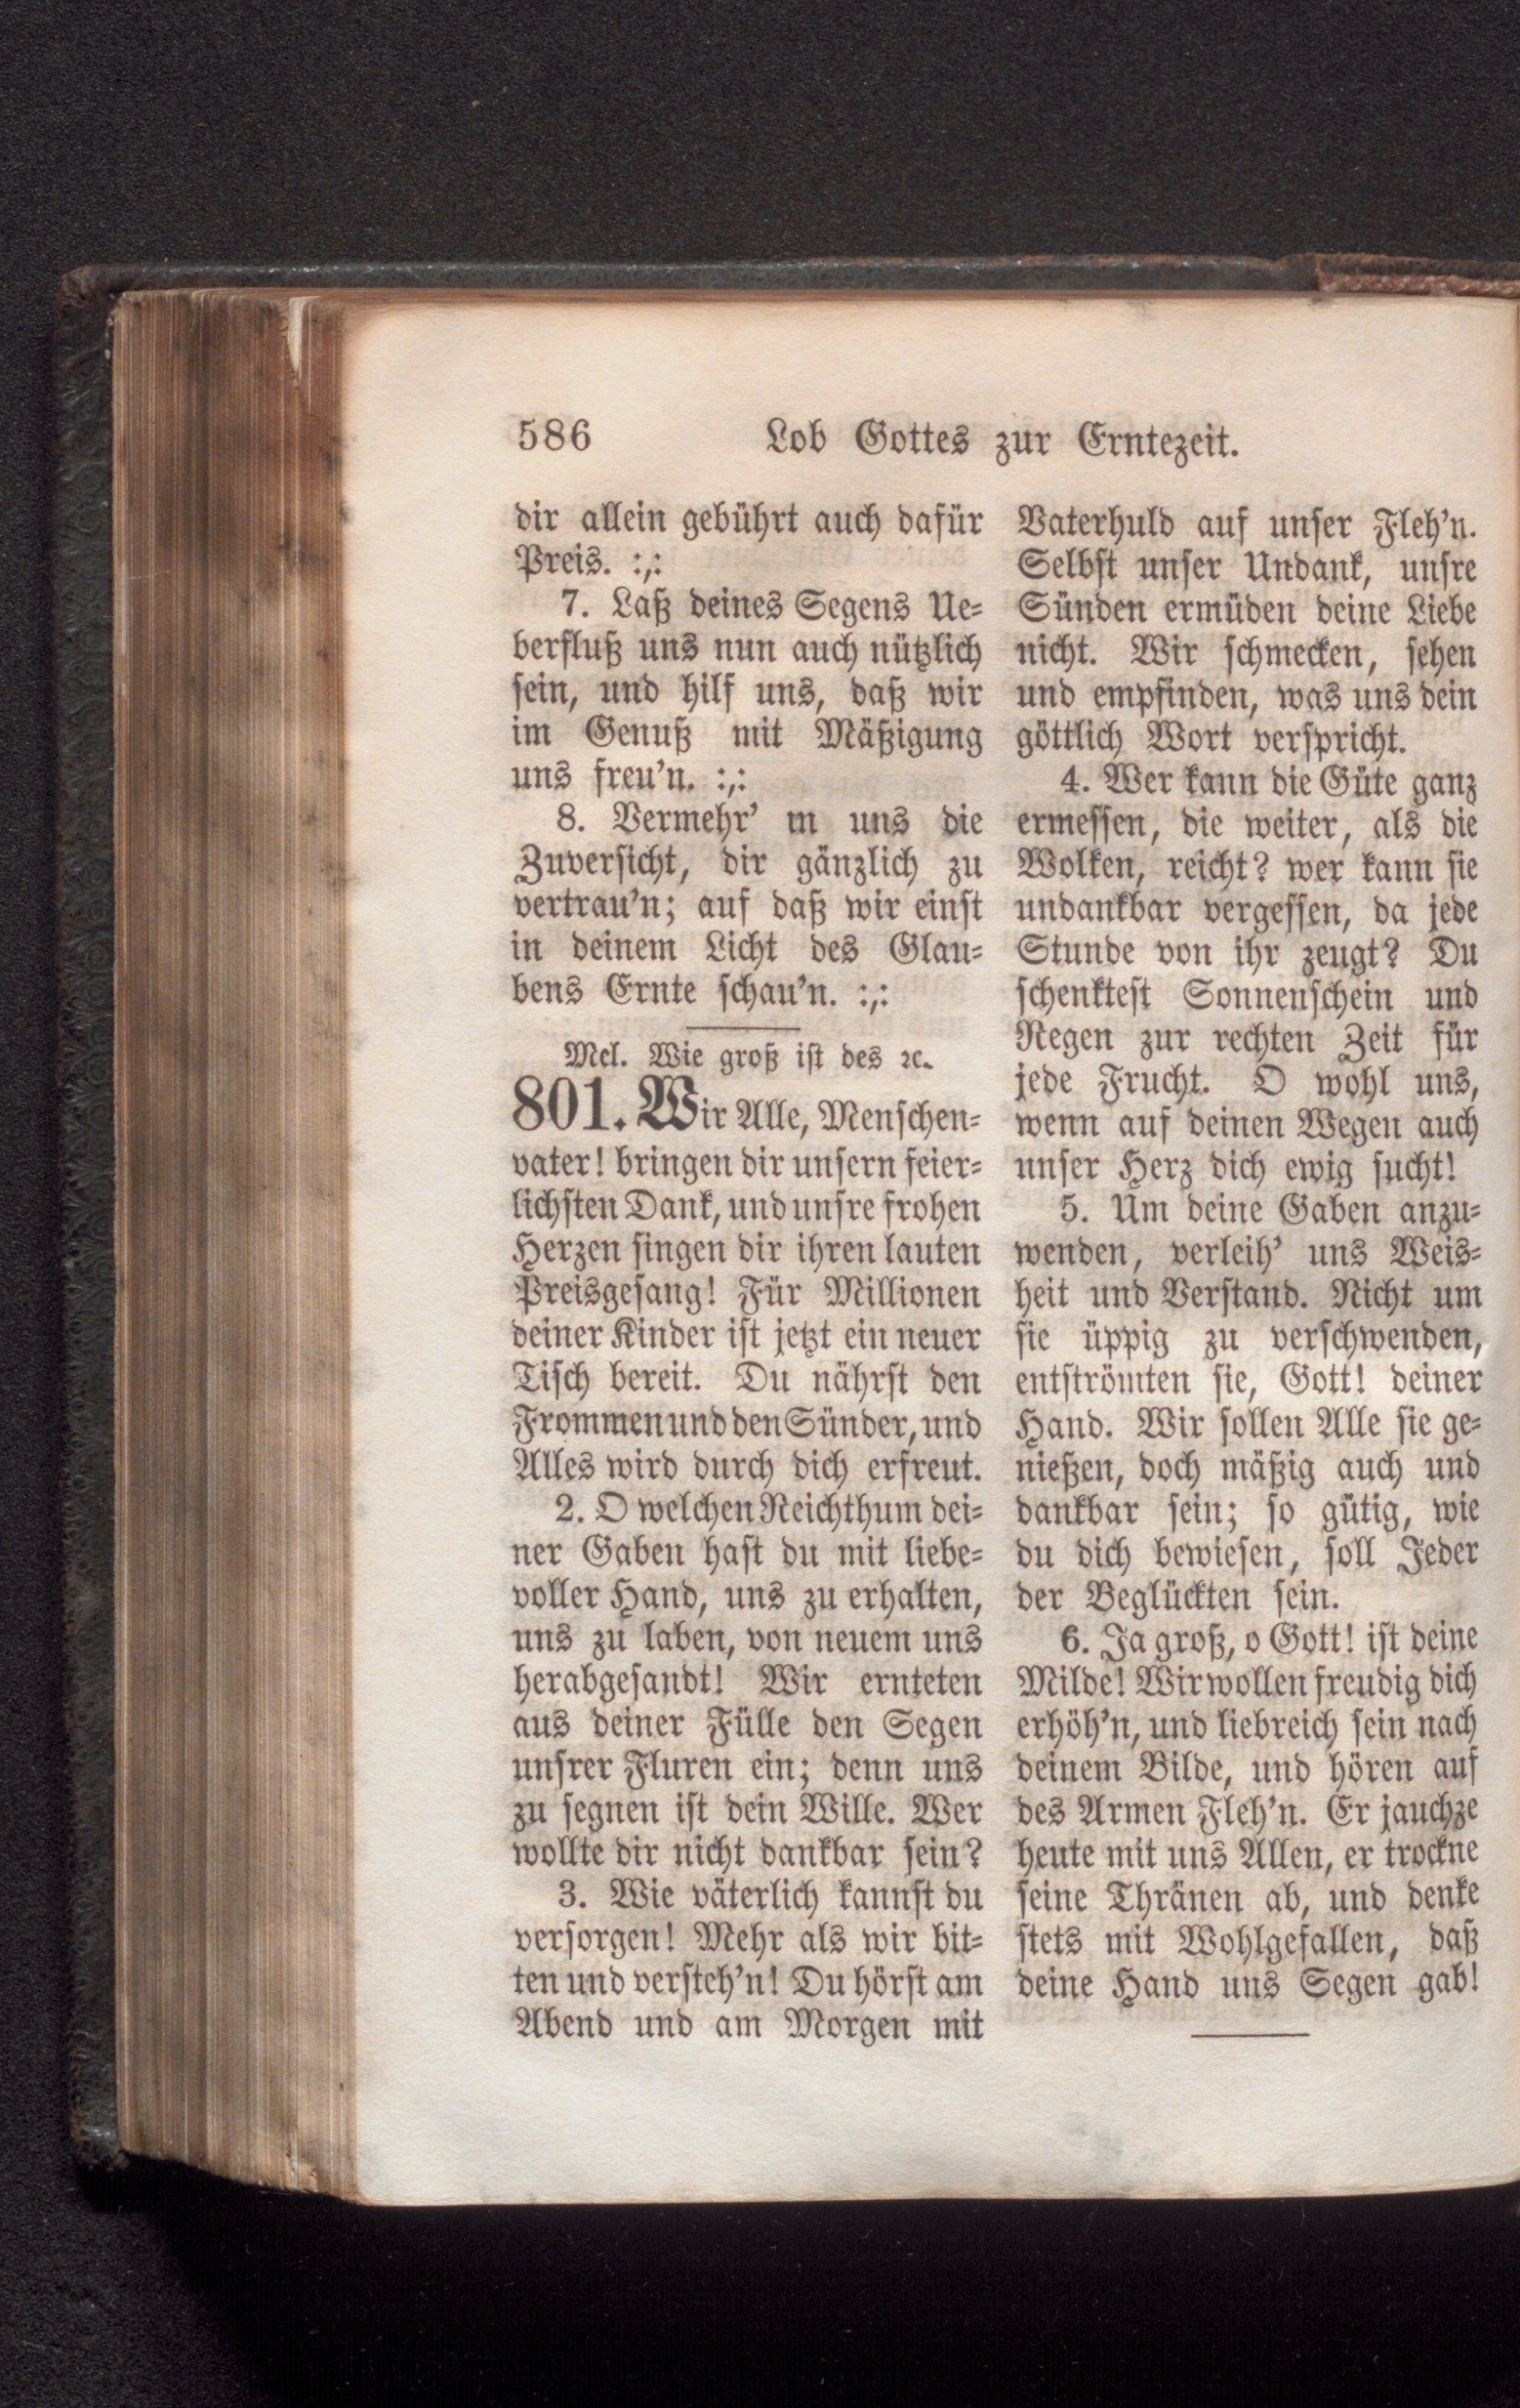 586 Lob Gottes zur Erntezeit.
dir allein gebührt auch dafür
Preis. :,:
7. Laß deines Segens Ue=
berfluß uns nun auch nützlich
sein, und hilf uns, daß wir
im Genuß mit Mäßigung
uns freu'n. :,:
8. Vermehr' in uns die
Zuversicht, dir gänzlich zu
vertrau'n; auf daß wir einst
in deinem Licht des Glau=
bens Ernte schau'n. :,:
Mel. Wie groß ist des ꝛc.
801. Wir Alle, Menschen=
vater! bringen dir unsern feier=
lichsten Dank, und unsre frohen
Herzen singen dir ihren lauten
Preisgesang! Für Millionen
deiner Kinder ist jetzt ein neuer
Tisch bereit. Du nährst den
Frommen und den Sünder, und
Alles wird durch dich erfreut.
2. O welchen Reichthum dei=
ner Gaben hast du mit liebe=
voller Hand, uns zu erhalten,
uns zu laben, von neuem uns
herabgesandt! Wir ernteten
aus deiner Fülle den Segen
unsrer Fluren ein; denn uns
zu segnen ist dein Wille. Wer
wollte dir nicht dankbar sein?
3. Wie väterlich kannst du
versorgen! Mehr als wir bit=
ten und versteh'n! Du hörst am
Abend und am Morgen mit
Vaterhuld auf unser Fleh'n.
Selbst unser Undank, unsre
Sünden ermüden deine Liebe
nicht. Wir schmecken, sehen
und empfinden, was uns dein
göttlich Wort verspricht.
4. Wer kann die Güte ganz
ermessen, die weiter, als die
Wolken, reicht? wer kann sie
undankbar vergessen, da jede
Stunde von ihr zeugt? Du
schenktest Sonnenschein und
Regen zur rechten Zeit für
jede Frucht. O wohl uns,
wenn auf deinen Wegen auch
unser Herz dich ewig sucht!
5. Um deine Gaben anzu=
wenden, verleih' uns Weis=
heit und Verstand. Nicht um
sie üppig zu verschwenden,
entströmten sie, Gott! deiner
Hand. Wir sollen Alle sie ge=
nießen, doch mäßig auch und
dankbar sein; so gütig, wie
du dich bewiesen, soll Jeder
der Beglückten sein.
6. Ja groß, o Gott! ist deine
Milde! Wir wollen freudig dich
erhöh'n, und liebreich sein nach
deinem Bilde, und hören auf
des Armen Fleh'n. Er jauchze
heute mit uns Allen, er trockne
seine Thränen ab, und denke
stets mit Wohlgefallen, daß
deine Hand uns Segen gab!